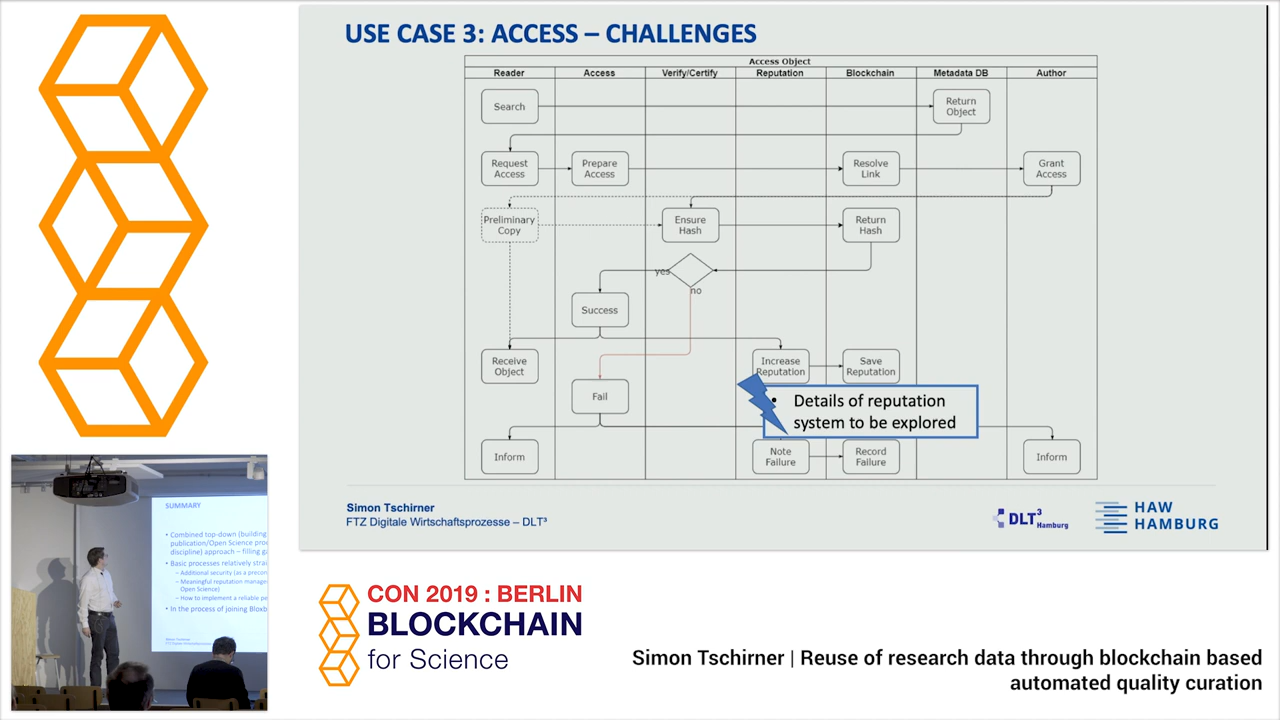 USE CASE 3: ACCESS – CHALLENGES
Access Object
Reader
Access
Verify/Certify
Reputation
Blockchain
Metadata DB
Author
Search
Return
Object
Request
Access
Prepare
Access
Resolve
Link
Grant
Access
Preliminary
Copy
Ensure
Hash
Return
Hash
yes
no
Success
Receive
Object
Increase
Reputation
Save
Reputation
Fail
• Details of reputation
system to be explored
Inform
Note
Failure
Record
Failure
Inform
Simon Tschirner
FTZ Digitale Wirtschaftsprozesse – DLT³
DLT³
Hamburg
HAW
HAMBURG
SUMMARY
• Combined top-down (building
publication/Open Science pro
discipline) approach – filling ga
• Basic processes relatively strai
– Additional security (as a precon
– Meaningful reputation manage
Open Science)
– How to implement a reliable pe
• In the process of joining Bloxb
Simon Tschirner
CON 2019 : BERLIN
BLOCKCHAIN
for Science
Simon Tschirner | Reuse of research data through blockchain based
automated quality curation